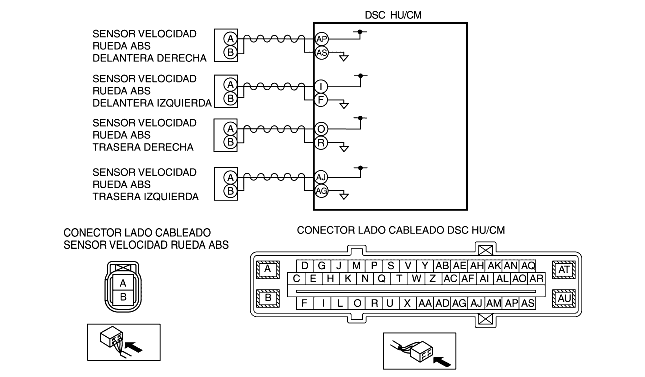 DSC HU/CM
SENSOR VELOCIDAD
RUEDA ABS
DELANTERA DERECHA
A
B
AP
AS
SENSOR VELOCIDAD
RUEDA ABS
DELANTERA IZQUIERDA
A
B
I
F
SENSOR VELOCIDAD
RUEDA ABS
TRASERA DERECHA
A
B
O
R
SENSOR VELOCIDAD
RUEDA ABS
TRASERA IZQUIERDA
A
B
AJ
AG
CONECTOR LADO CABLEADO
SENSOR VELOCIDAD RUEDA ABS
A
B
CONECTOR LADO CABLEADO DSC HU/CM
A
B
D G J M P S V Y AB AE AH AK AN AQ
C E H K N Q T W Z AC AF AI AL AO AR
F I L O R U X AA AD AG AJ AM AP AS
AT
AU